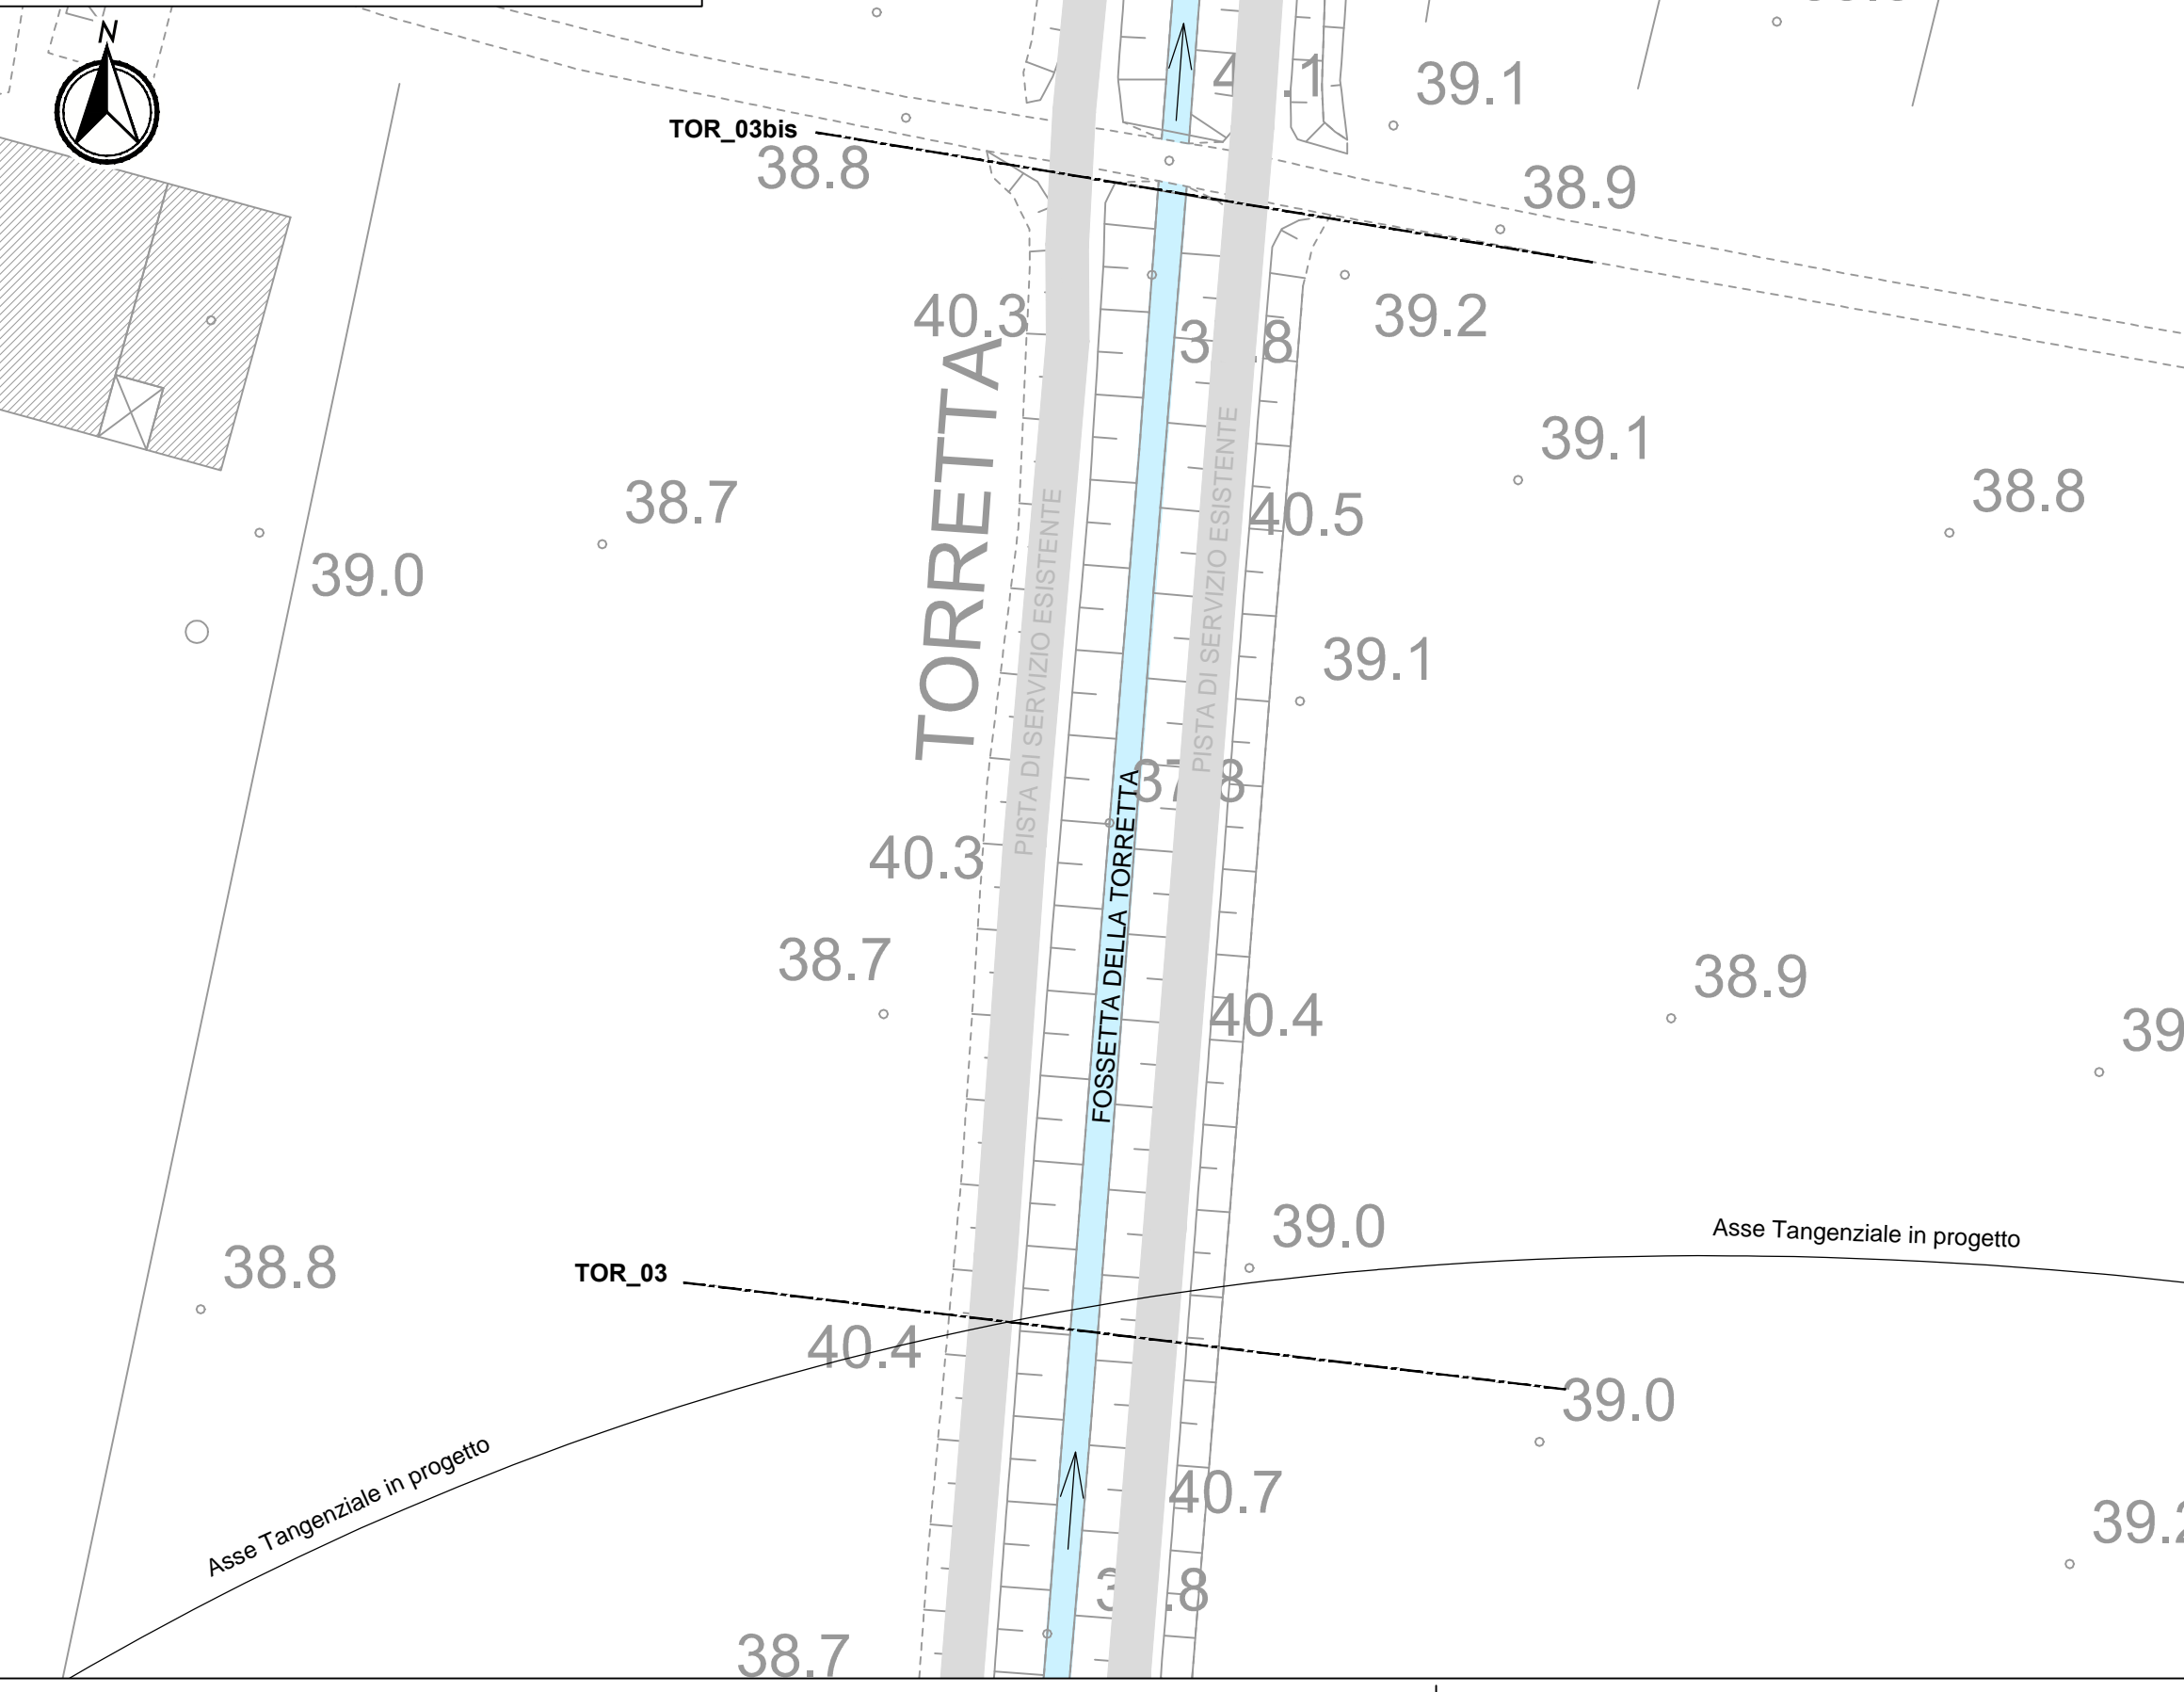 N
39.1
TOR_03bis
38.8
38.9
40.3
39.2
TORRETTA
39.1
38.8
38.7
40.5
39.0
PISTA DI SERVIZIO ESISTENTE
PISTA DI SERVIZIO ESISTENTE
39.1
FOSSETTA DELLA TORRETTA
40.3
38.7
38.9
40.4
39
39.0
Asse Tangenziale in progetto
38.8
TOR_03
40.4
39.0
Asse Tangenziale in progetto
40.7
39.2
38.7